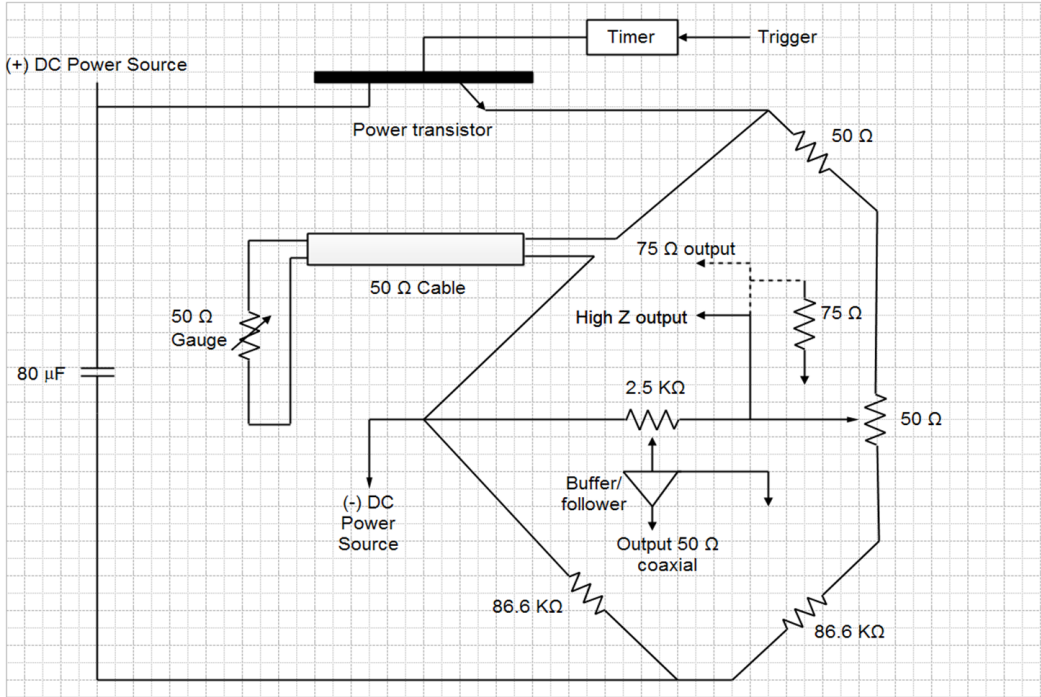 Timer
Trigger
(+) DC Power Source
Power transistor
50 Ω
75 Ω output
50 Ω Cable
50 Ω
Gauge
High Z output
75 Ω
80 µF
2.5 KΩ
50 Ω
Buffer/
follower
(-) DC
Power
Source
Output 50 Ω
coaxial
86.6 KΩ
86.6 KΩ